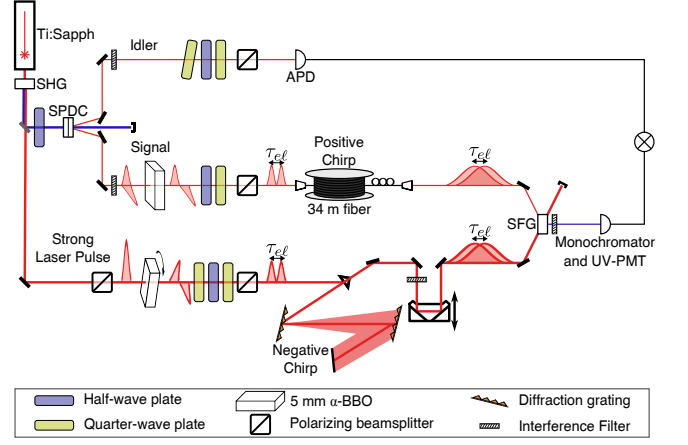 Ti:Sapph
Idler
SHG
APD
SPDC
Signal
τel
Positive
Chirp
τel
34 m fiber
SFG
Strong
Laser Pulse
τel
τel
Monochromator
and UV-PMT
Negative
Chirp
Half-wave plate
5 mm α-BBO
Diffraction grating
Quarter-wave plate
Polarizing beamsplitter
Interference Filter